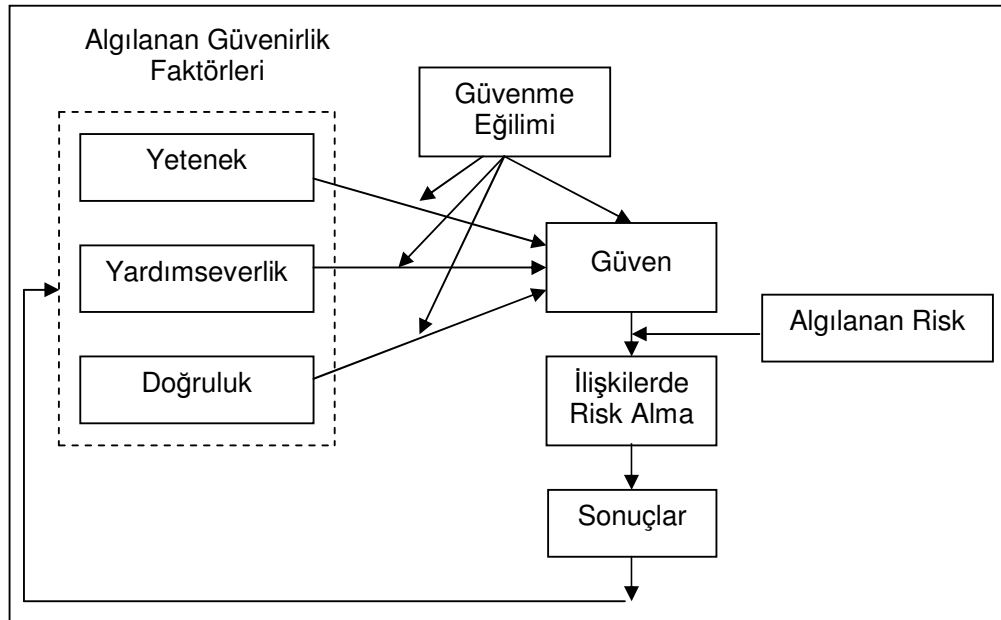 Algılanan Güvenirlik
Faktörleri
Güvenme
Eğilimi
Yetenek
Yardımseverlik
Güven
Algılanan Risk
Doğruluk
İlişkilerde
Risk Alma
Sonuçlar